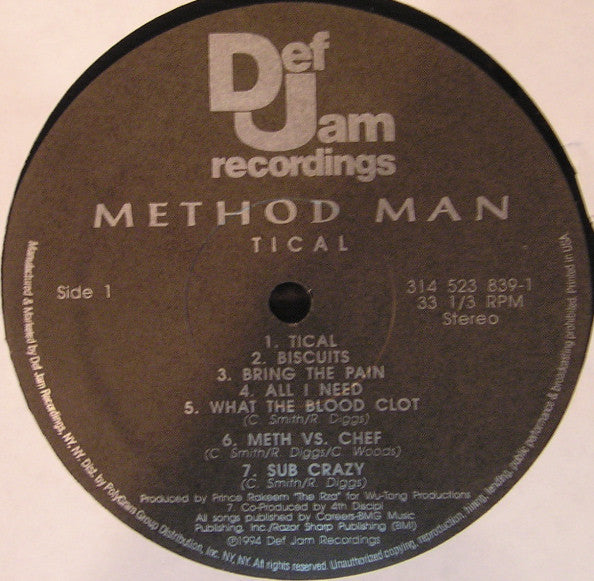 Def
Jam
recordings
METHOD MAN
TICAL
Side 1
314 523 839-1
33 1/3 RPM
Stereo
1. TICAL
2. BISCUITS
3. BRING THE PAIN
4. ALL I NEED
5. WHAT THE BLOOD CLOT
(C. Smith/R. Diggs)
6. METH VS. CHEF
(C. Smith/R. Diggs/C. Woods)
7. SUB CRAZY
(C. Smith/R. Diggs)
Produced by Prince Rakeem "The Rza" for Wu-Tang Productions
7. Co-Produced by 4th Discipl
All songs published by Careers-BMG Music
Publishing, Inc./Razor Sharp Publishing (BMI)
℗1994 Def Jam Recordings
Manufactured & Marketed by Def Jam Recordings, NY, NY. Dist. by PolyGram Group Distribution, Inc. NY, NY. All rights reserved. Unauthorized copying, reproduction, hiring, lending, public performance & broadcasting prohibited. Printed in USA.